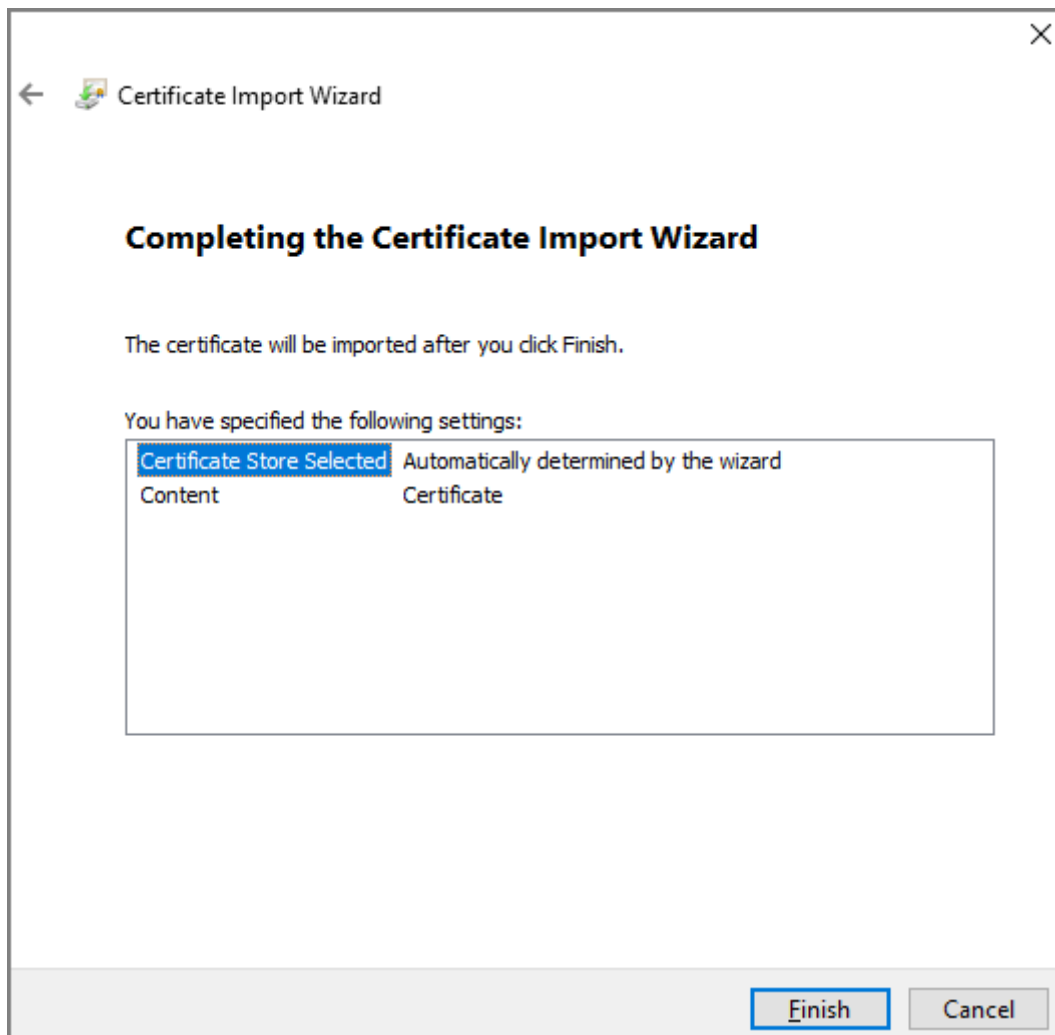 Certificate Import Wizard
Completing the Certificate Import Wizard
The certificate will be imported after you click Finish.
You have specified the following settings:
Certificate Store Selected Automatically determined by the wizard
Content Certificate
Finish Cancel